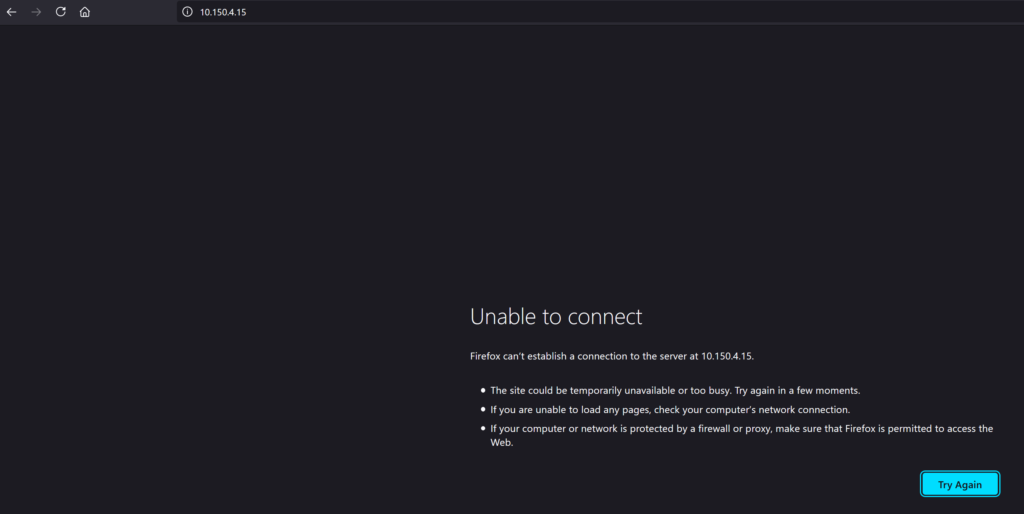 10.150.4.15
Unable to connect
Firefox can't establish a connection to the server at 10.150.4.15.
The site could be temporarily unavailable or too busy. Try again in a few moments.
If you are unable to load any pages, check your computer's network connection.
If your computer or network is protected by a firewall or proxy, make sure that Firefox is permitted to access the
Web.
Try Again